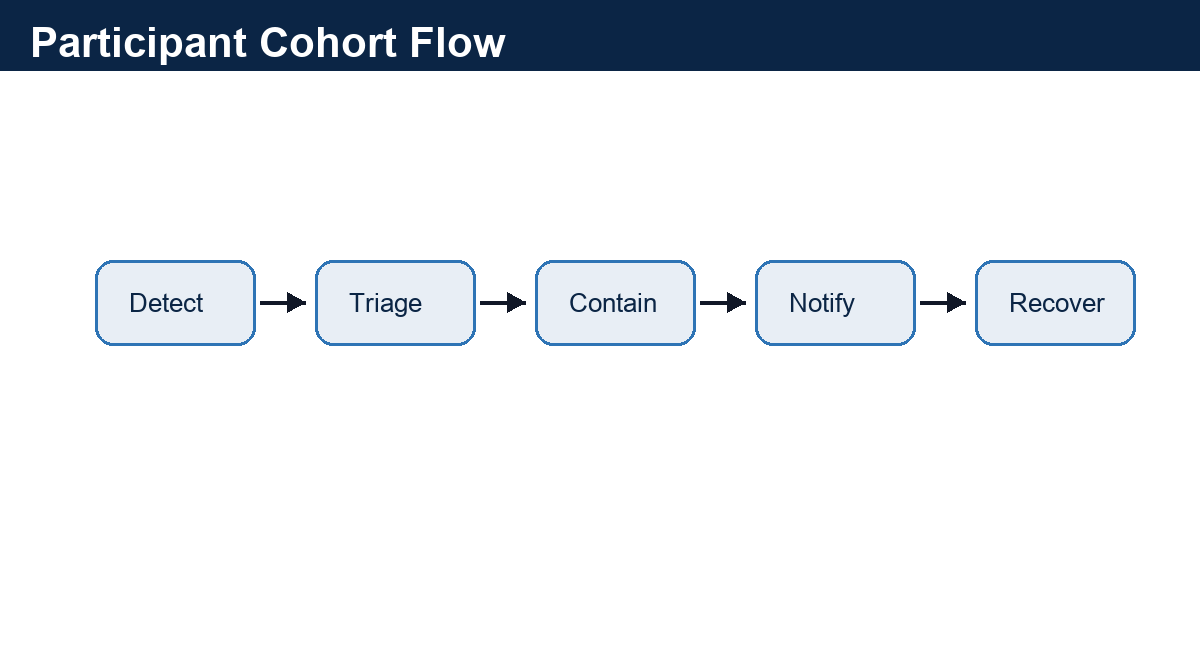 Participant Cohort Flow
Detect
Triage
Contain
Notify
Recover